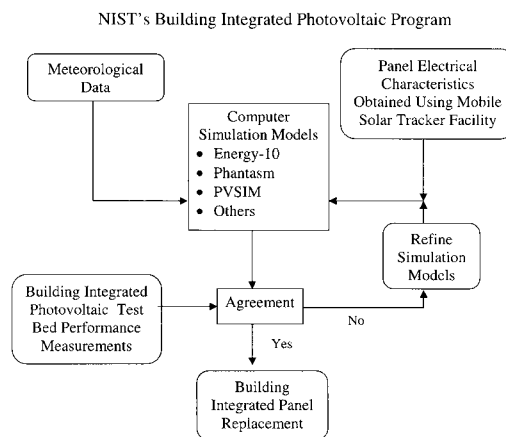 NIST's Building Integrated Photovoltaic Program
Meteorological
Data
Panel Electrical
Characteristics
Obtained Using Mobile
Solar Tracker Facility
Computer
Simulation Models
• Energy-10
• Phantasm
• PVSIM
• Others
Refine
Simulation
Models
Building Integrated
Photovoltaic Test
Bed Performance
Measurements
Agreement
No
Yes
Building
Integrated Panel
Replacement